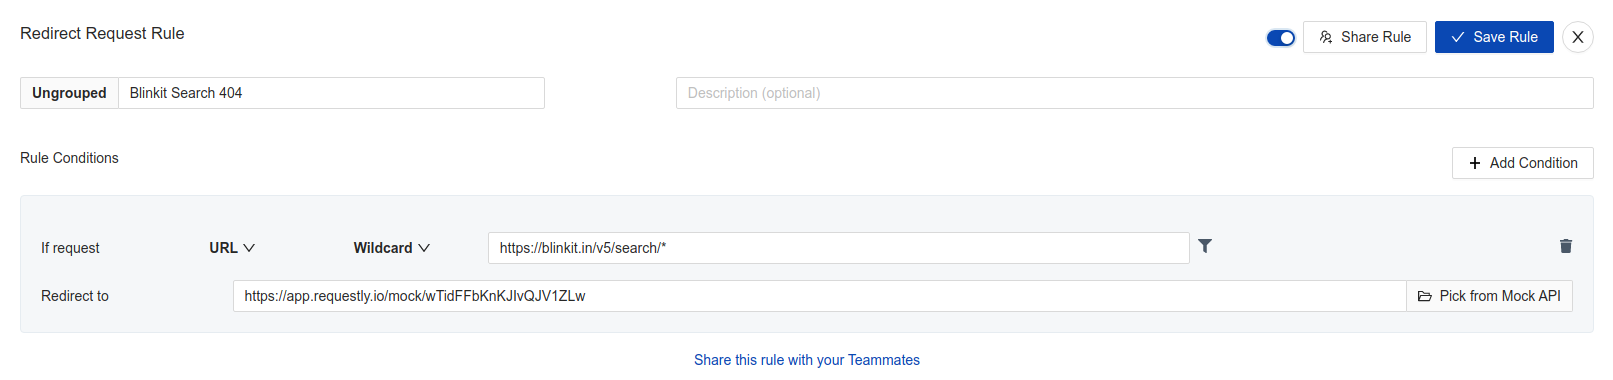 Redirect Request Rule
Share Rule
Save Rule
X
Ungrouped
Blinkit Search 404
Description (optional)
Rule Conditions
+ Add Condition
If request
URL
Wildcard
https://blinkit.in/v5/search/*
Redirect to
https://app.requestly.io/mock/wTidFFbKnKJIvQJV1ZLw
Pick from Mock API
Share this rule with your Teammates